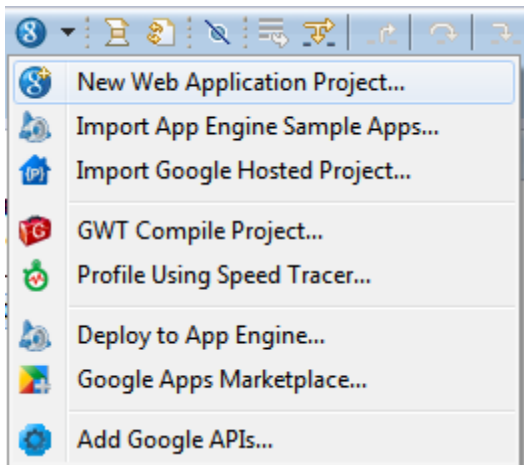 New Web Application Project...
Import App Engine Sample Apps...
Import Google Hosted Project...
GWT Compile Project...
Profile Using Speed Tracer...
Deploy to App Engine...
Google Apps Marketplace...
Add Google APIs...